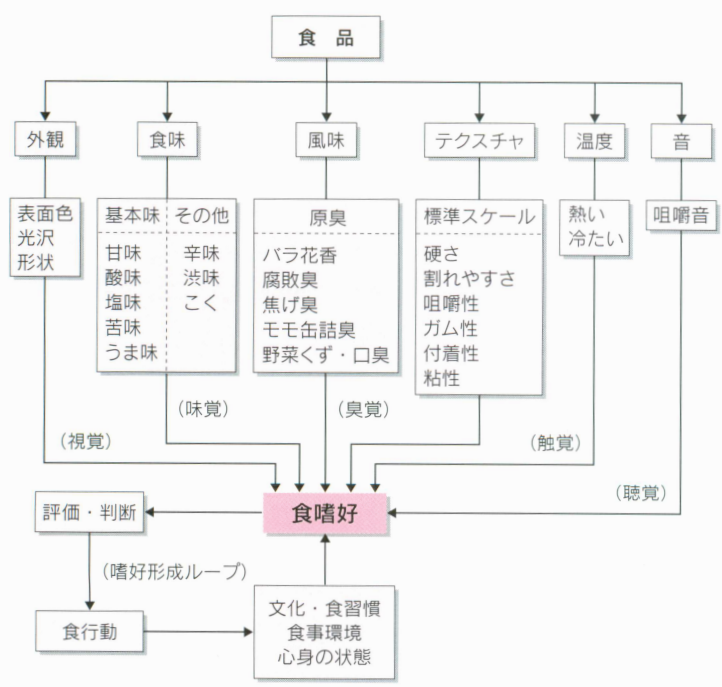 食 品
外観
食味
風味
テクスチャ
温度
音
表面色
光沢
形状
基本味 その他
甘味 辛味
酸味 渋味
塩味 こく
苦味
うま味
原臭
バラ花香
腐敗臭
焦げ臭
モモ缶詰臭
野菜くず・口臭
標準スケール
硬さ
割れやすさ
咀嚼性
ガム性
付着性
粘性
熱い
冷たい
咀嚼音
(視覚)
(味覚)
(臭覚)
(触覚)
(聴覚)
食嗜好
評価・判断
(嗜好形成ループ)
食行動
文化・食習慣
食事環境
心身の状態